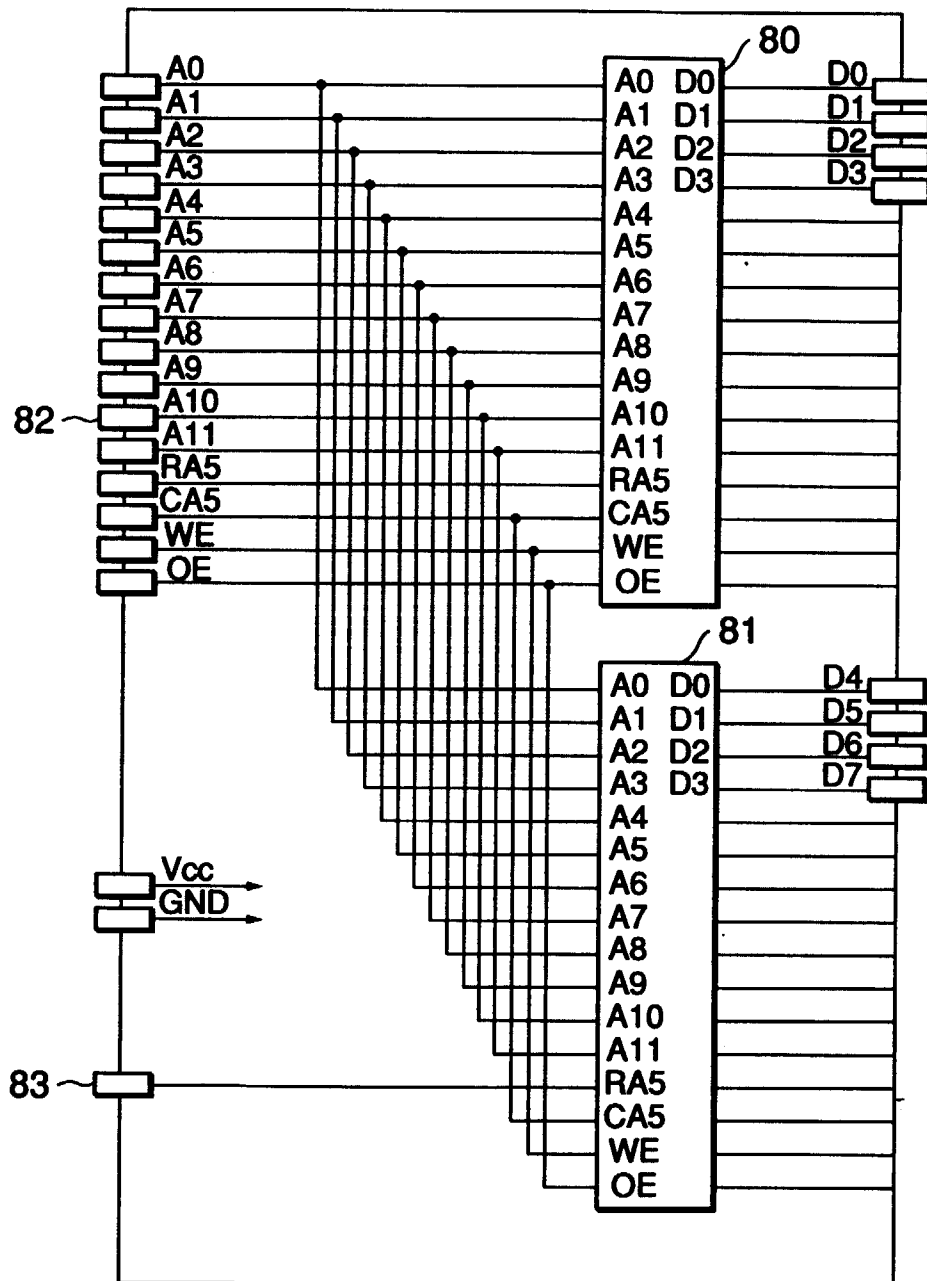 80
A0 A0 D0 D0
A1 A1 D1 D1
A2 A2 D2 D2
A3 A3 D3 D3
A4 A4
A5 A5
A6 A6
A7 A7
A8 A8
A9 A9
82 A10 A10
A11 A11
RA5 RA5
CA5 CA5
WE WE
OE OE
81
A0 D0 D4
A1 D1 D5
A2 D2 D6
A3 D3 D7
A4
A5
Vcc A6
GND A7
A8
A9
A10
A11
83 RA5
CA5
WE
OE